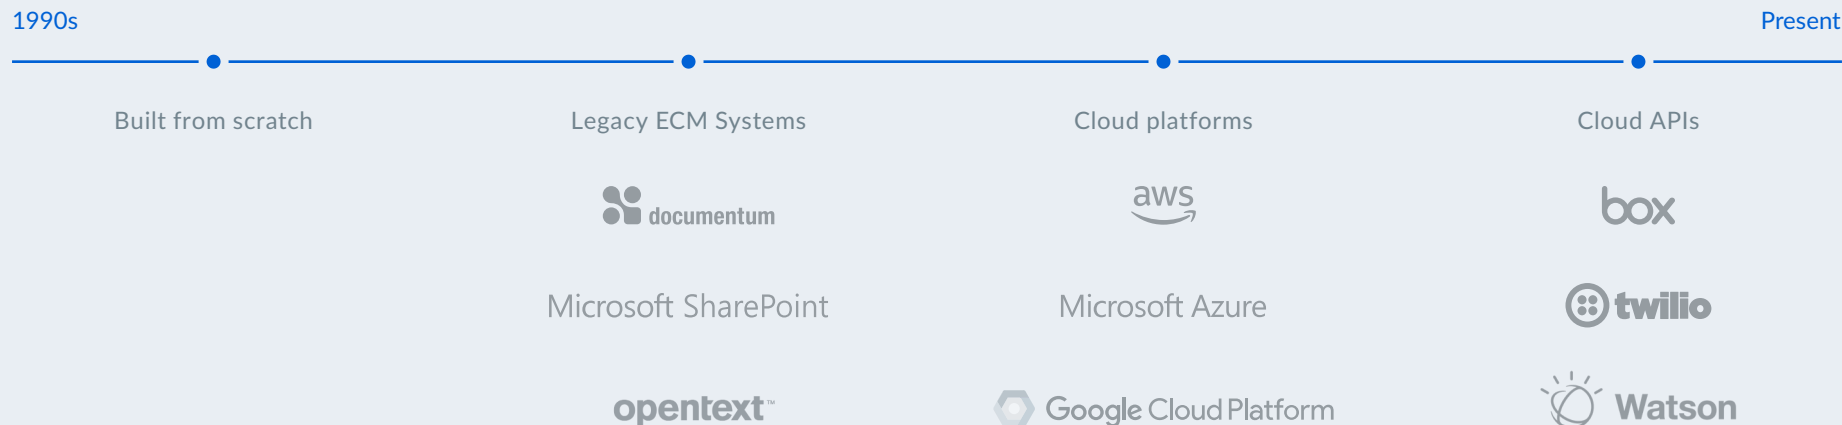 1990s Present
Built from scratch Legacy ECM Systems Cloud platforms Cloud APIs
documentum aws box
Microsoft SharePoint Microsoft Azure twilio
opentext™ Google Cloud Platform Watson